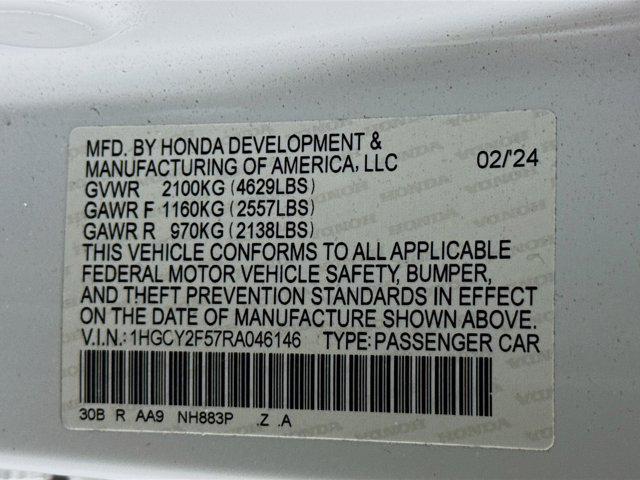 MFD. BY HONDA DEVELOPMENT &
MANUFACTURING OF AMERICA, LLC 02/'24
GVWR 2100KG (4629LBS)
GAWR F 1160KG (2557LBS)
GAWR R 970KG (2138LBS)
THIS VEHICLE CONFORMS TO ALL APPLICABLE
FEDERAL MOTOR VEHICLE SAFETY, BUMPER,
AND THEFT PREVENTION STANDARDS IN EFFECT
ON THE DATE OF MANUFACTURE SHOWN ABOVE.
V.I.N.: 1HGCY2F57RA046146 TYPE: PASSENGER CAR
30B R AA9 NH883P .Z .A